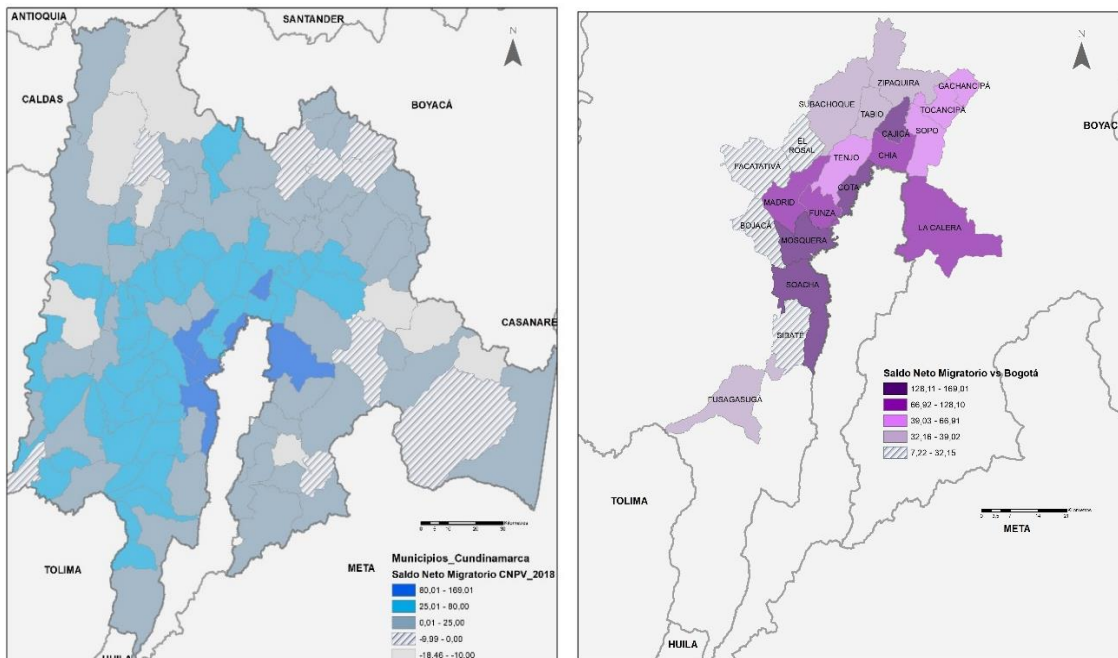 ANTIOQUIA
SANTANDER
N
CALDAS
BOYACÁ
CASANARE
TOLIMA
META
HUILA
Municipios_Cundinamarca
Saldo Neto Migratorio CNPV_2018
80,01 - 169,01
25,01 - 80,00
0,01 - 25,00
-9,99 - 0,00
-18,46 - -10,00
N
ZIPAQUIRA
GACHANCIPÁ
SUBACHOQUE
TOCANCIPÁ
TABIO
BOYAC
CAJICÁ
SOPO
EL
ROSAL
CHIA
FACATATIVÁ
TENJO
COTA
MADRID
FUNZA
BOJACÁ
LA CALERA
MOSQUERA
SOACHA
SIBATÉ
FUSAGASUGÁ
Saldo Neto Migratorio vs Bogotá
128,11 - 169,01
66,92 - 128,10
39,03 - 66,91
32,16 - 39,02
7,22 - 32,15
TOLIMA
META
HUILA